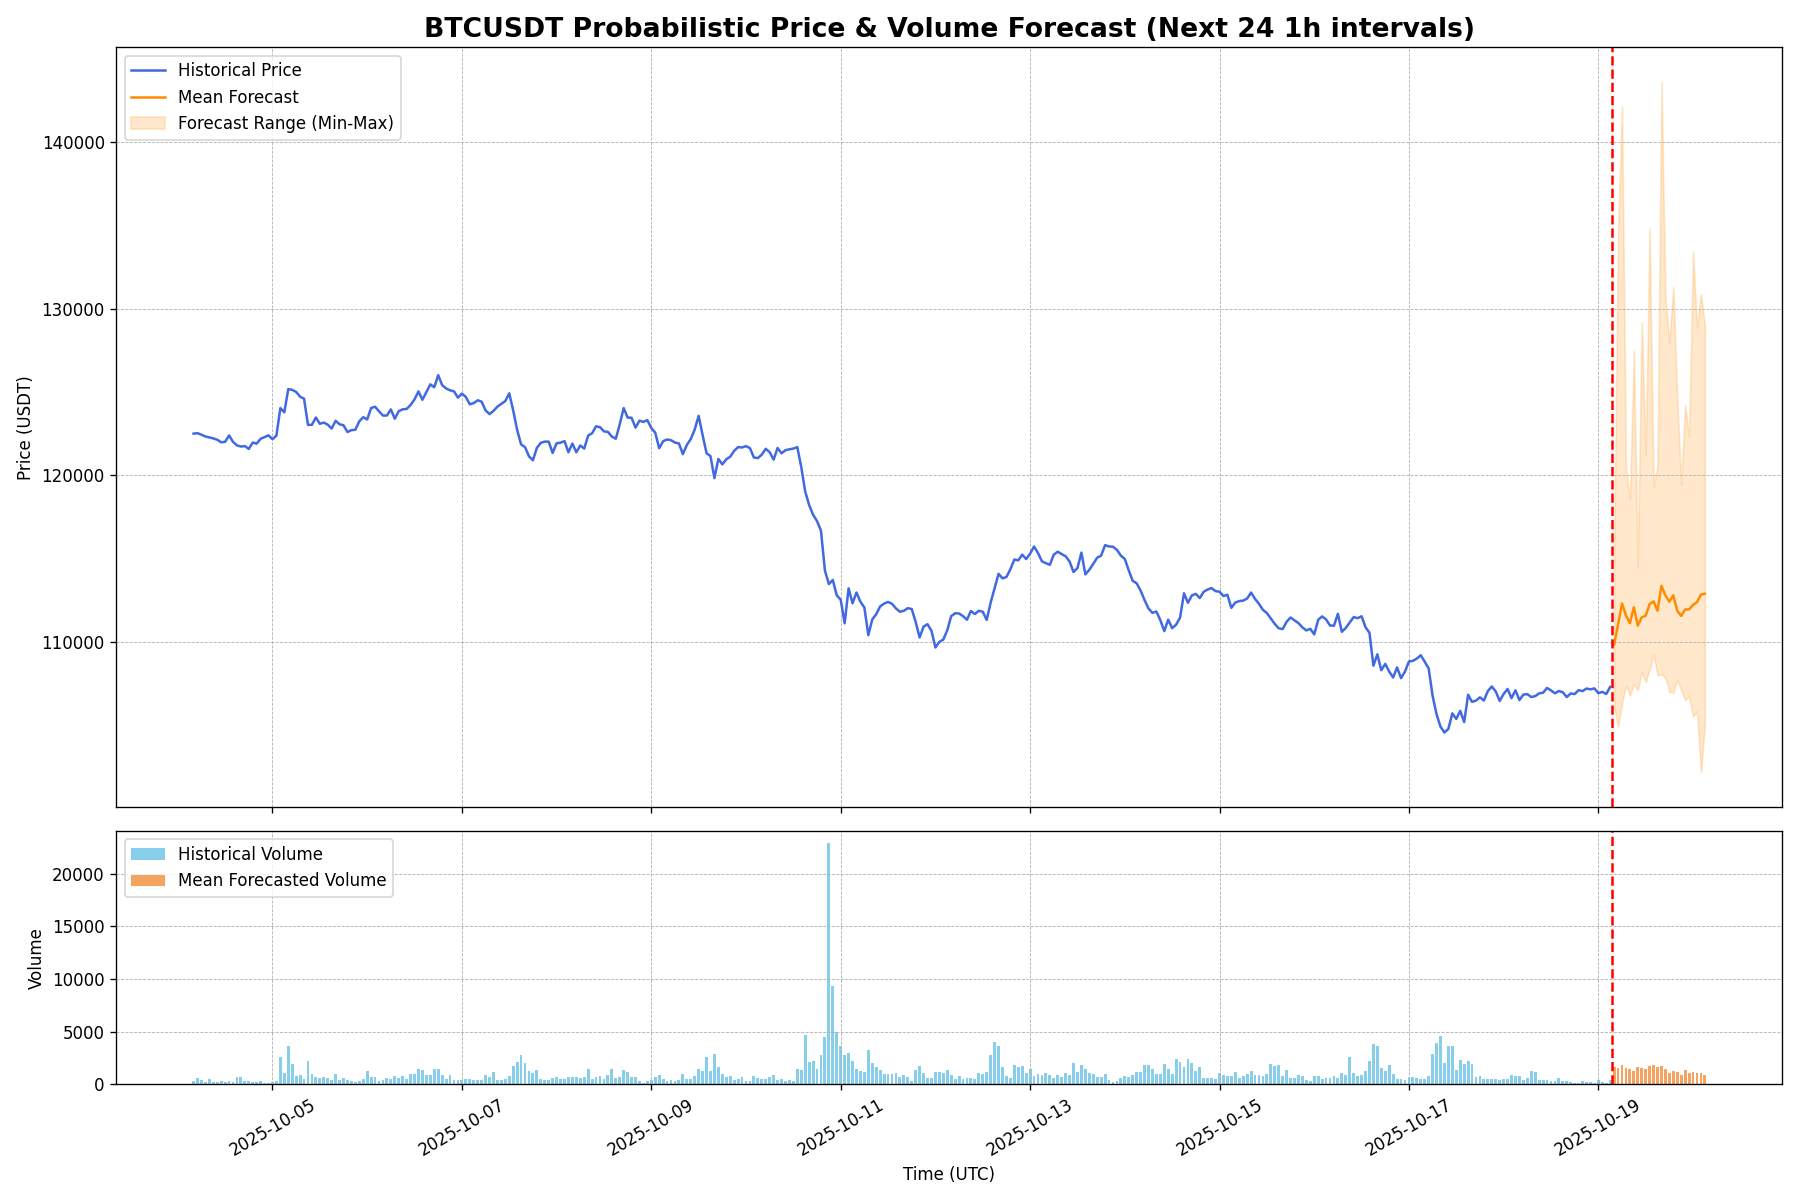 BTCUSDT Probabilistic Price & Volume Forecast (Next 24 1h intervals)
Historical Price
Mean Forecast
Forecast Range (Min-Max)
140000
130000
120000
110000
Price (USDT)
Historical Volume
Mean Forecasted Volume
20000
15000
10000
5000
0
Volume
2025-10-05
2025-10-07
2025-10-09
2025-10-11
2025-10-13
2025-10-15
2025-10-17
2025-10-19
Time (UTC)